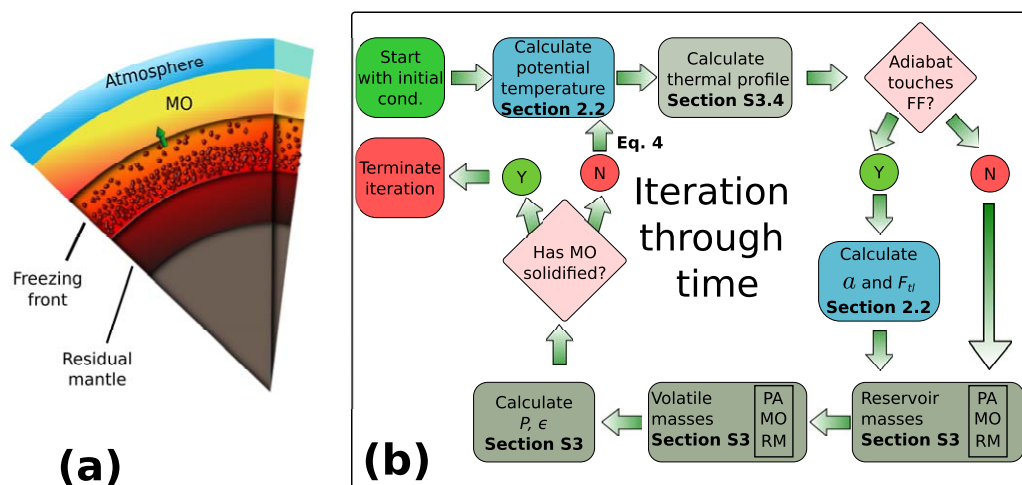 Atmosphere
MO
Freezing
front
Residual
mantle
(a)
Start
with initial
cond.
Calculate
potential
temperature
Section 2.2
Calculate
thermal profile
Section S3.4
Adiabat
touches
FF?
Y
N
Calculate
a and Ftl
Section 2.2
Reservoir
masses
Section S3
PA
MO
RM
Volatile
masses
Section S3
PA
MO
RM
Calculate
P, ϵ
Section S3
Has MO
solidified?
Y
N
Eq. 4
Terminate
iteration
Iteration
through
time
(b)